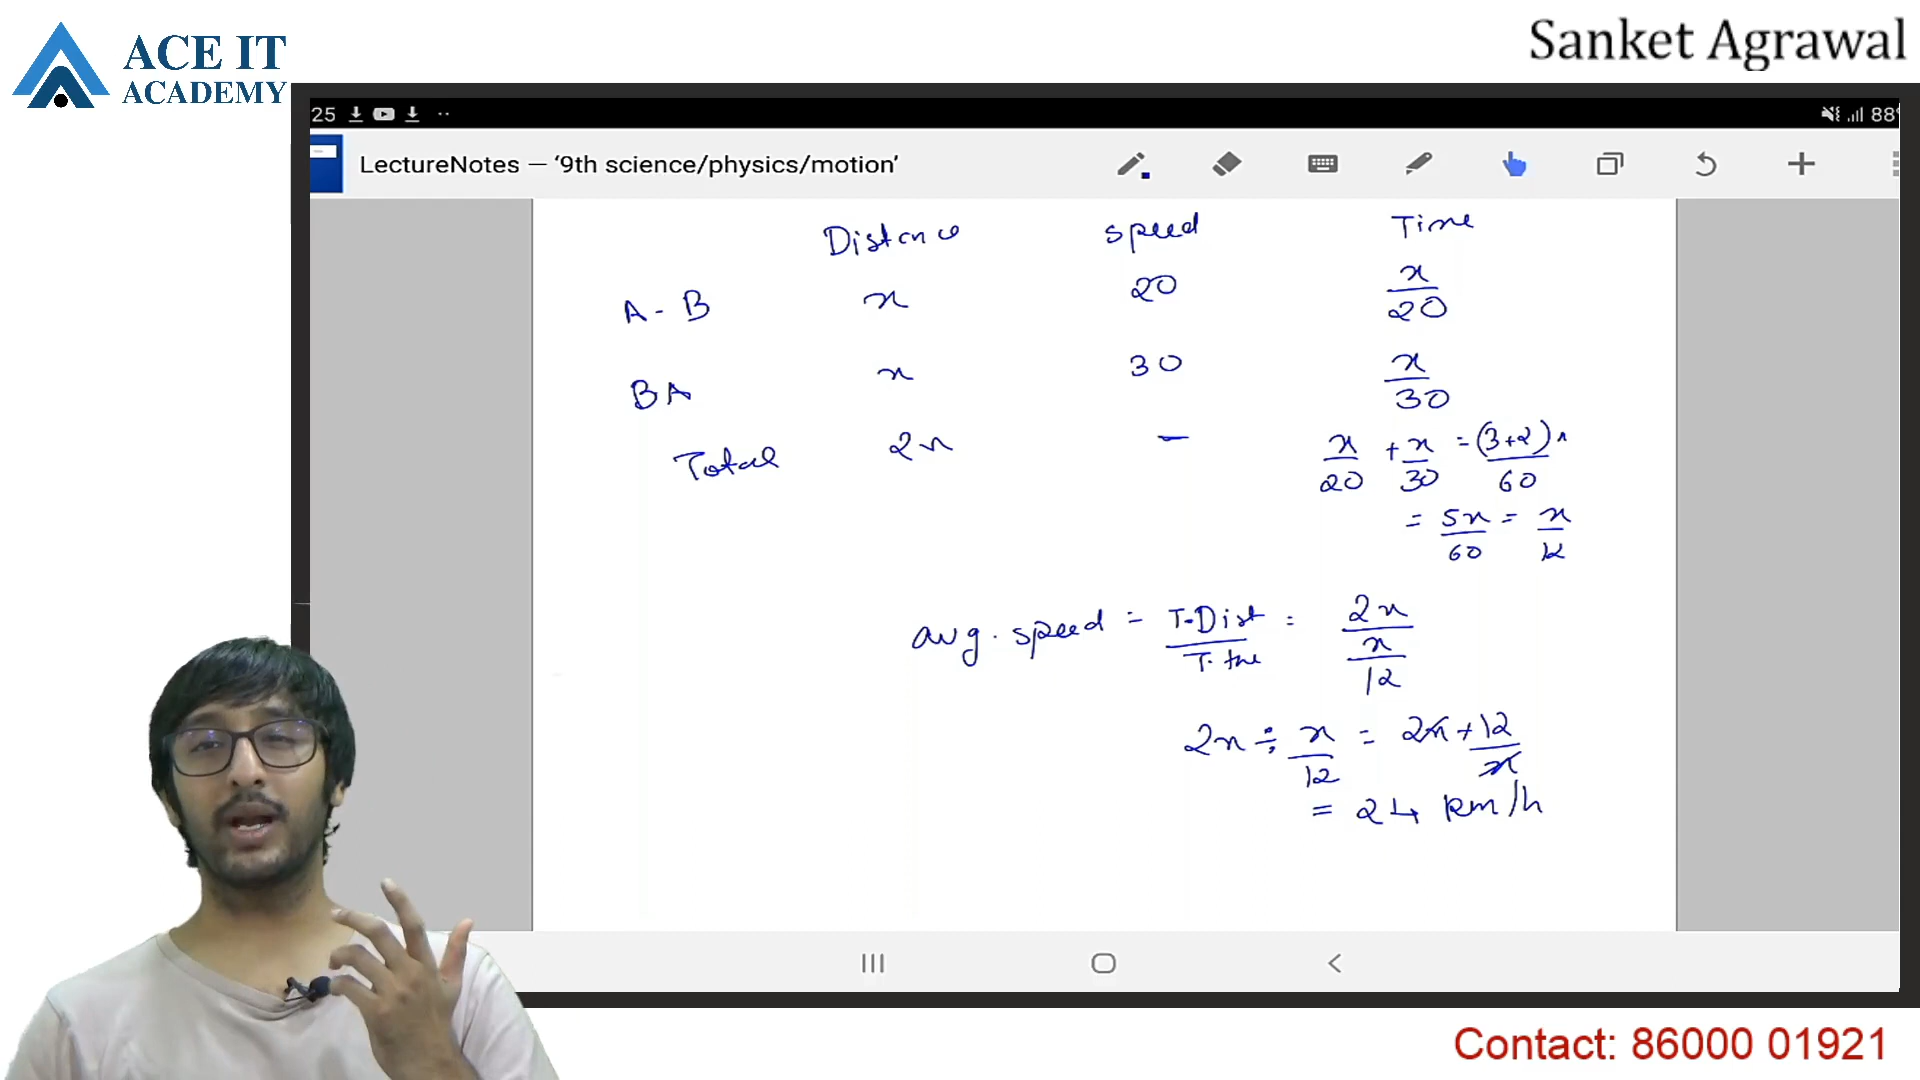 ACE IT
ACADEMY
Sanket Agrawal
25
88%
LectureNotes – '9th science/physics/motion'
Distance speed Time
A - B x 20 x/20
BA x 30 x/30
Total 2x – x/20 + x/30 = (3+2)x/60
= 5x/60 = x/12
avg. speed = T.Dist/T.tme = 2x/(x/12)
2x ÷ x/12 = 2x + 12/x
= 24 km/h
Contact: 86000 01921